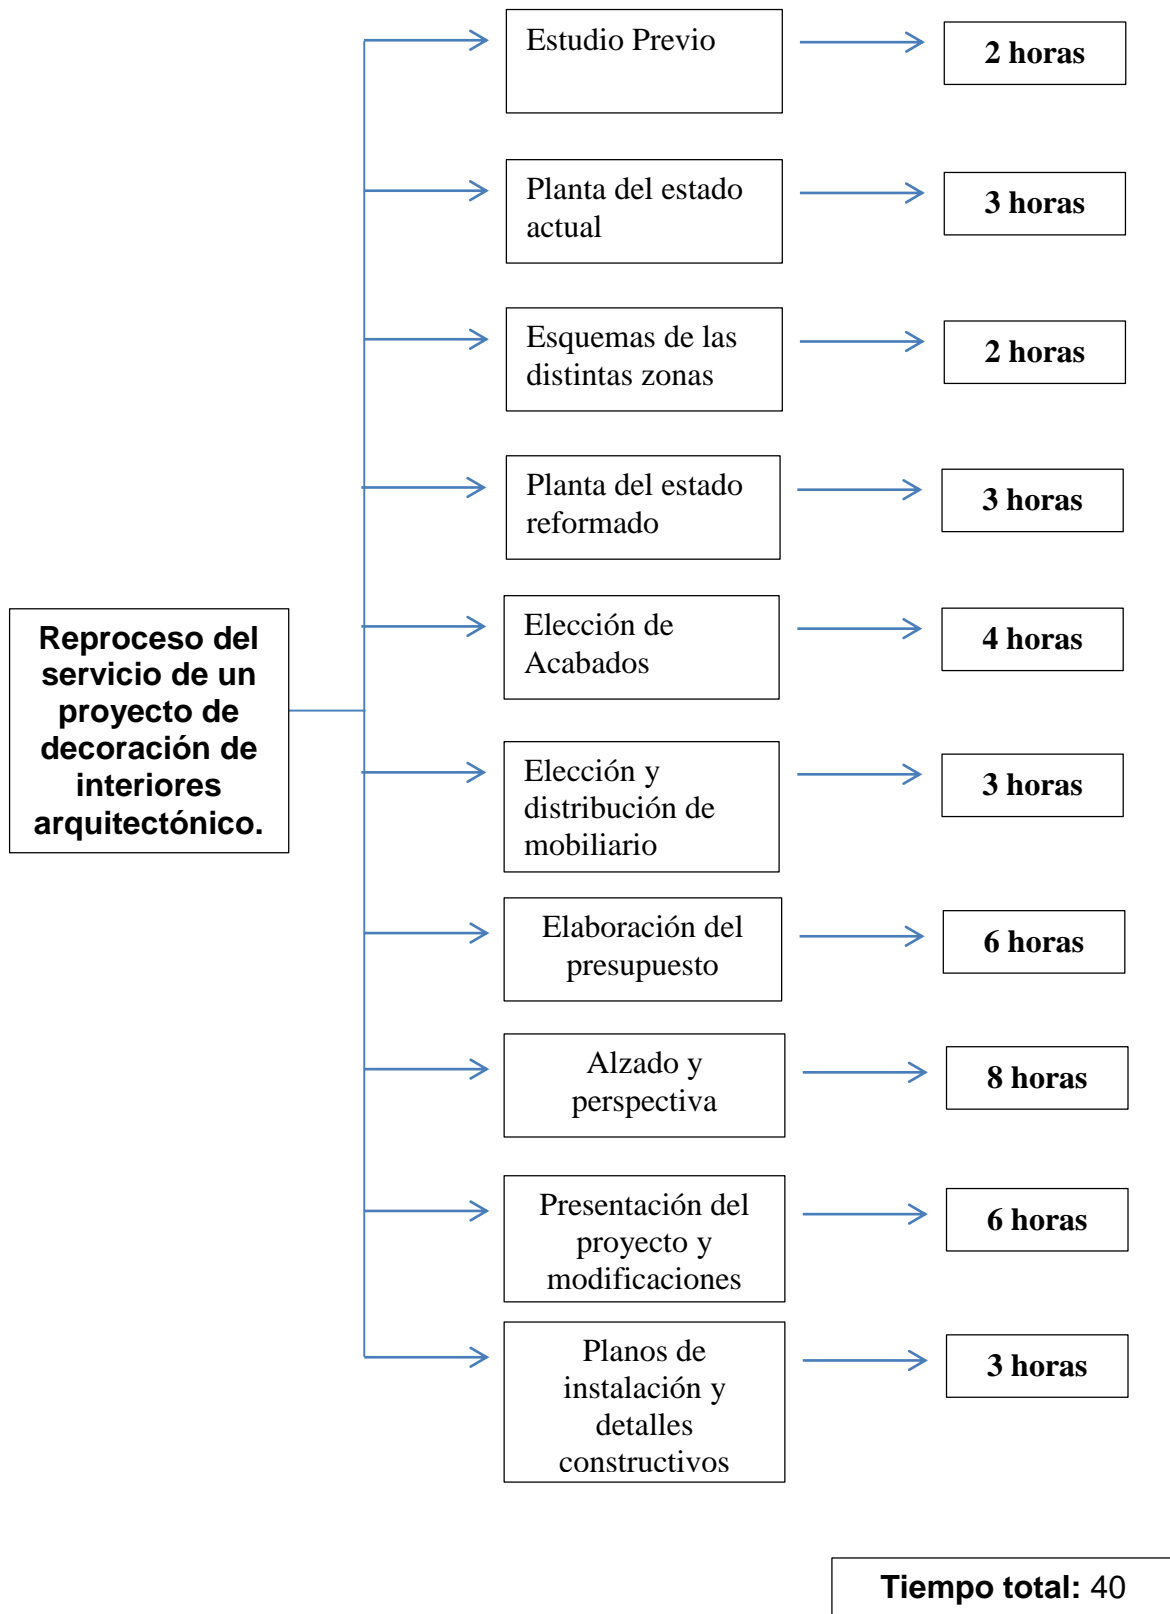 Estudio Previo
2 horas
Planta del estado
actual
3 horas
Esquemas de las
distintas zonas
2 horas
Planta del estado
reformado
3 horas
Reproceso del
servicio de un
proyecto de
decoración de
interiores
arquitectónico.
Elección de
Acabados
4 horas
Elección y
distribución de
mobiliario
3 horas
Elaboración del
presupuesto
6 horas
Alzado y
perspectiva
8 horas
Presentación del
proyecto y
modificaciones
6 horas
Planos de
instalación y
detalles
constructivos
3 horas
Tiempo total: 40